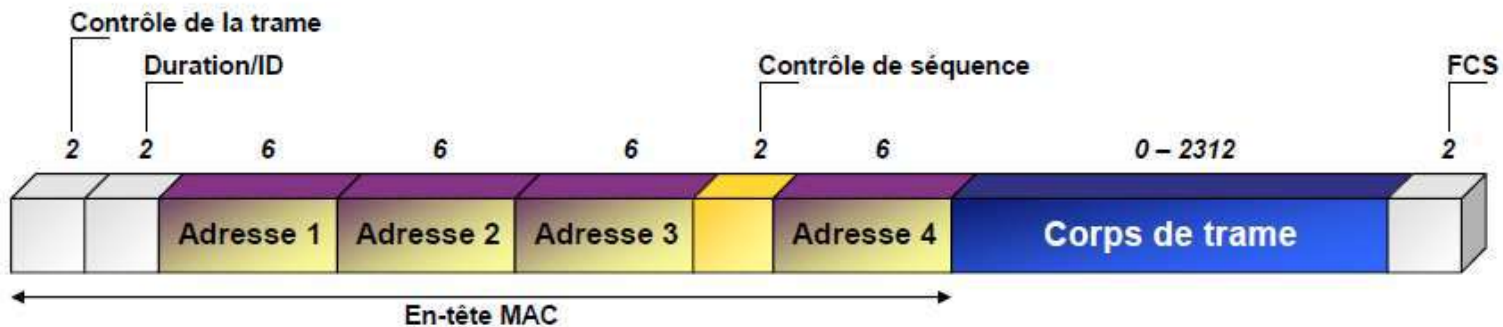 Contrôle de la trame
Duration/ID
Contrôle de séquence
FCS
2 2 6 6 6 2 6 0 – 2312 2
Adresse 1 Adresse 2 Adresse 3 Adresse 4 Corps de trame
En-tête MAC